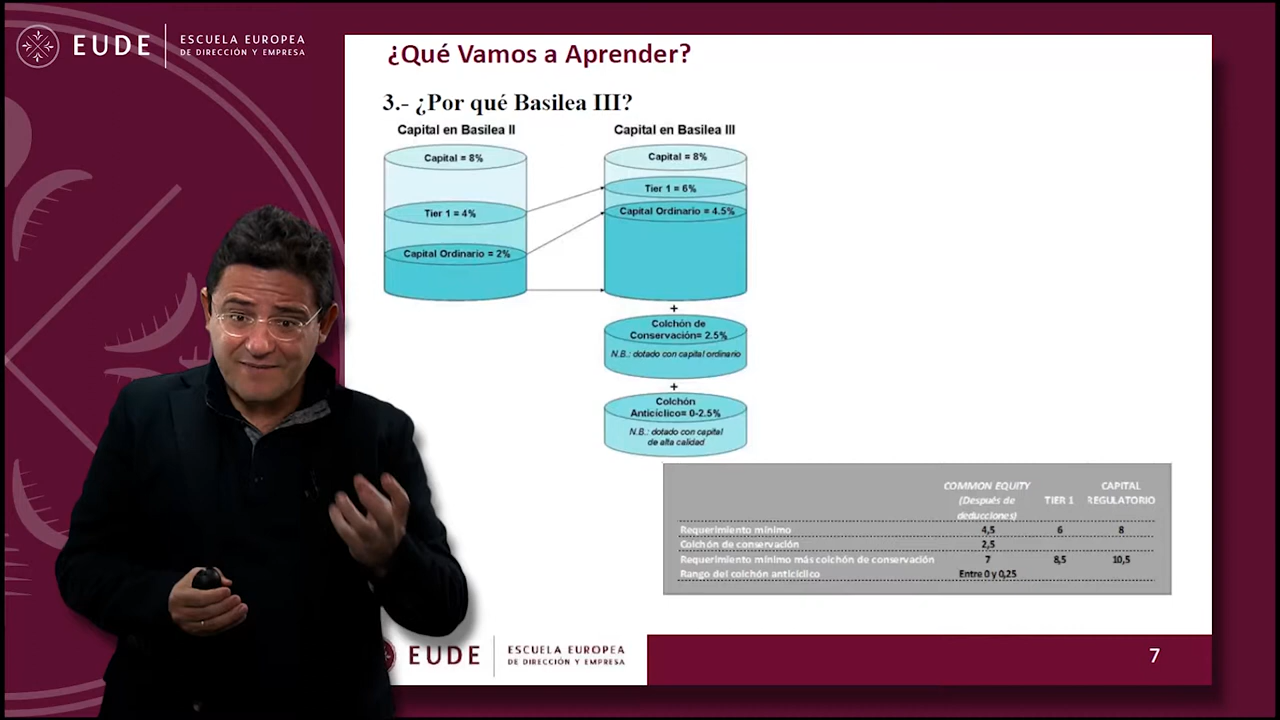 EUDE
ESCUELA EUROPEA
DE DIRECCIÓN Y EMPRESA
¿Qué Vamos a Aprender?
3.- ¿Por qué Basilea III?
Capital en Basilea II
Capital = 8%
Tier 1 = 4%
Capital Ordinario = 2%
Capital en Basilea III
Capital = 8%
Tier 1 = 6%
Capital Ordinario = 4.5%
+
Colchón de
Conservación= 2.5%
N.B.: dotado con capital ordinario
+
Colchón
Anticíclico= 0-2.5%
N.B.: dotado con capital
de alta calidad
COMMON EQUITY
(Después de
deducciones)
TIER 1
CAPITAL
REGULATORIO
Requerimiento mínimo 4,5 6 8
Colchón de conservación 2,5
Requerimiento mínimo más colchón de conservación 7 8,5 10,5
Rango del colchón anticíclico Entre 0 y 0,25
EUDE
ESCUELA EUROPEA
DE DIRECCIÓN Y EMPRESA
7